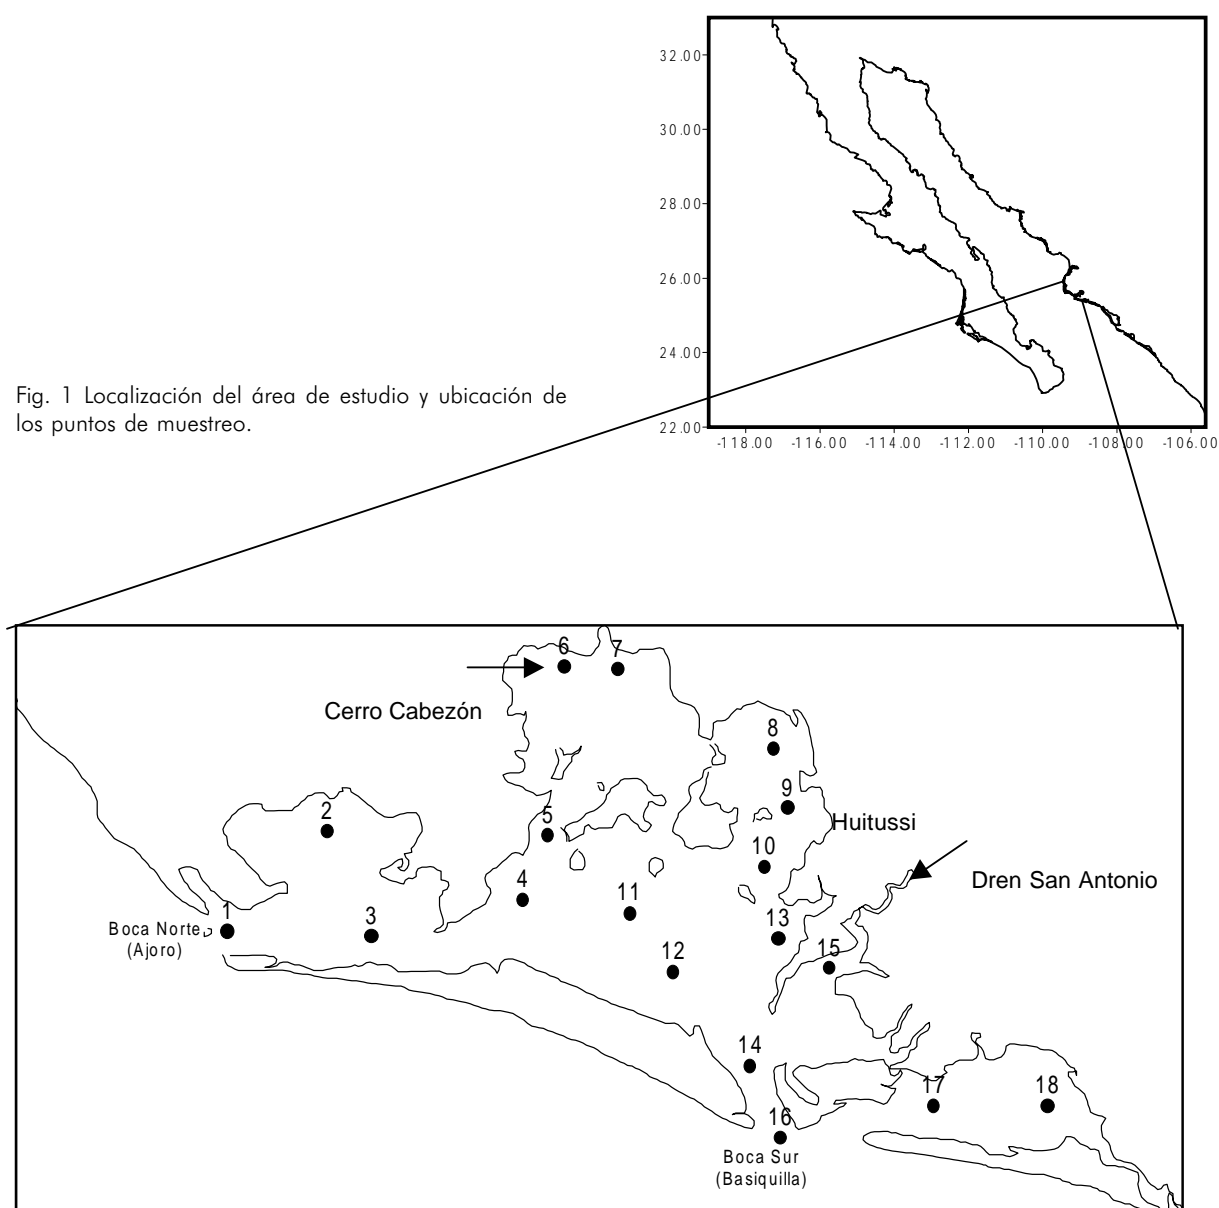 32.00
30.00
28.00
26.00
24.00
22.00
-118.00 -116.00 -114.00 -112.00 -110.00 -108.00 -106.00
Fig. 1 Localización del área de estudio y ubicación de
los puntos de muestreo.
6 7
Cerro Cabezón
8
9
2
5
Huitussi
10
Dren San Antonio
4
11
1
3
Boca Norte
(Ajoro)
13
12
15
14
17
18
16
Boca Sur
(Basiquilla)